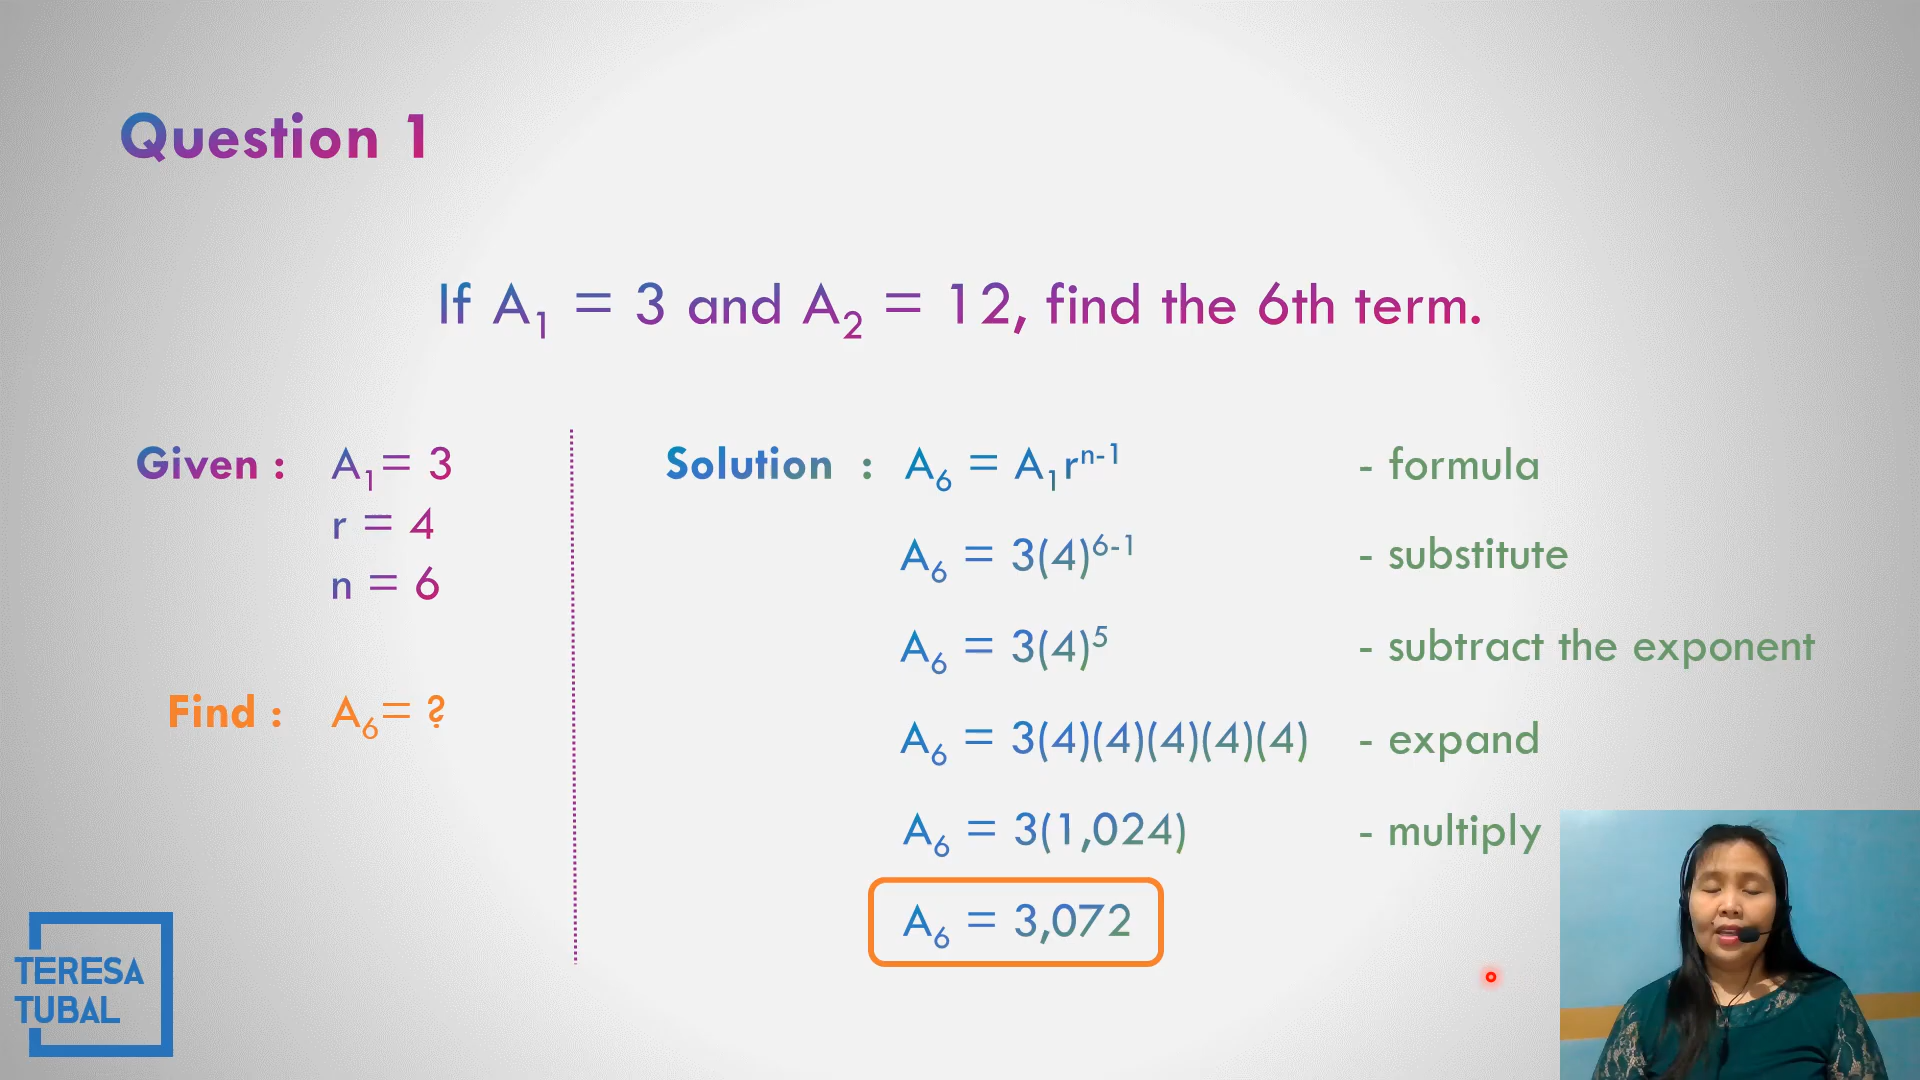 Question 1
If A₁ = 3 and A₂ = 12, find the 6th term.
Given : A₁= 3
r = 4
n = 6
Find : A₆= ?
Solution : A₆ = A₁rⁿ⁻¹ - formula
A₆ = 3(4)⁶⁻¹ - substitute
A₆ = 3(4)⁵ - subtract the exponent
A₆ = 3(4)(4)(4)(4)(4) - expand
A₆ = 3(1,024) - multiply
A₆ = 3,072
TERESA
TUBAL